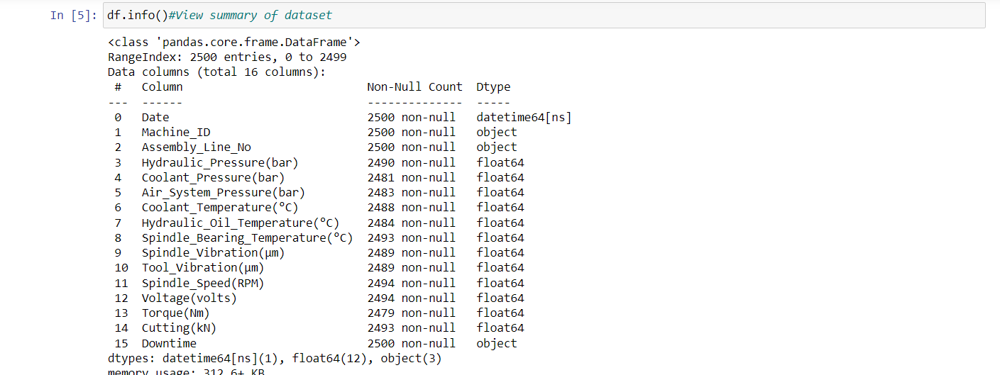 In [5]: df.info()#View summary of dataset
<class 'pandas.core.frame.DataFrame'>
RangeIndex: 2500 entries, 0 to 2499
Data columns (total 16 columns):
 #   Column                           Non-Null Count  Dtype
---  ------                           --------------  -----
 0   Date                             2500 non-null   datetime64[ns]
 1   Machine_ID                       2500 non-null   object
 2   Assembly_Line_No                 2500 non-null   object
 3   Hydraulic_Pressure(bar)          2490 non-null   float64
 4   Coolant_Pressure(bar)            2481 non-null   float64
 5   Air_System_Pressure(bar)         2483 non-null   float64
 6   Coolant_Temperature(°C)          2488 non-null   float64
 7   Hydraulic_Oil_Temperature(°C)    2484 non-null   float64
 8   Spindle_Bearing_Temperature(°C)  2493 non-null   float64
 9   Spindle_Vibration(µm)            2489 non-null   float64
 10  Tool_Vibration(µm)               2489 non-null   float64
 11  Spindle_Speed(RPM)               2494 non-null   float64
 12  Voltage(volts)                   2494 non-null   float64
 13  Torque(Nm)                       2479 non-null   float64
 14  Cutting(kN)                      2493 non-null   float64
 15  Downtime                         2500 non-null   object
dtypes: datetime64[ns](1), float64(12), object(3)
memory usage: 312.6+ KB